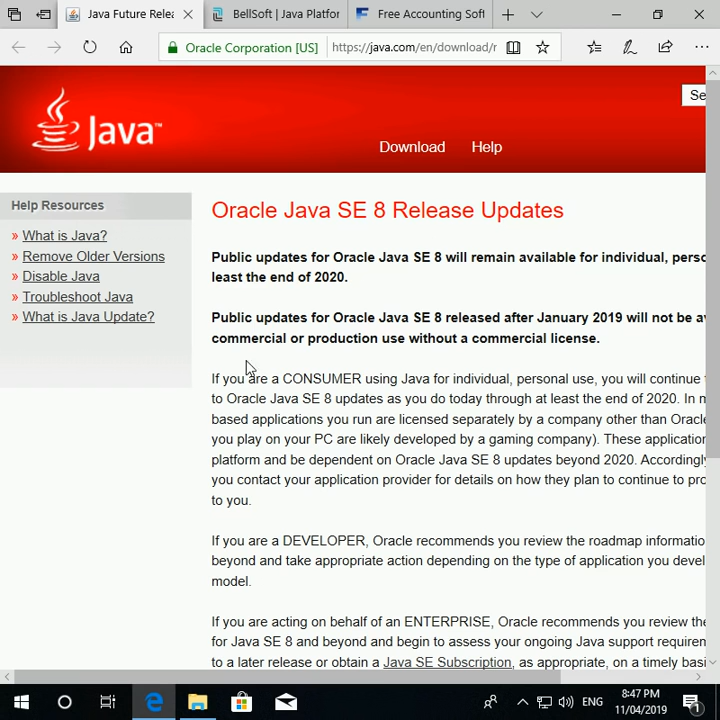 Java Future Relea
BellSoft | Java Platfor
Free Accounting Soft
Oracle Corporation [US]
https://java.com/en/download/r
Java™
Se
Download
Help
Help Resources
» What is Java?
» Remove Older Versions
» Disable Java
» Troubleshoot Java
» What is Java Update?
Oracle Java SE 8 Release Updates
Public updates for Oracle Java SE 8 will remain available for individual, perso
least the end of 2020.
Public updates for Oracle Java SE 8 released after January 2019 will not be av
commercial or production use without a commercial license.
If you are a CONSUMER using Java for individual, personal use, you will continue
to Oracle Java SE 8 updates as you do today through at least the end of 2020. In m
based applications you run are licensed separately by a company other than Oracle
you play on your PC are likely developed by a gaming company). These application
platform and be dependent on Oracle Java SE 8 updates beyond 2020. Accordingly
you contact your application provider for details on how they plan to continue to pro
to you.
If you are a DEVELOPER, Oracle recommends you review the roadmap informatio
beyond and take appropriate action depending on the type of application you devel
model.
If you are acting on behalf of an ENTERPRISE, Oracle recommends you review the
for Java SE 8 and beyond and begin to assess your ongoing Java support requirem
to a later release or obtain a Java SE Subscription, as appropriate, on a timely basi
ENG
8:47 PM
11/04/2019
1